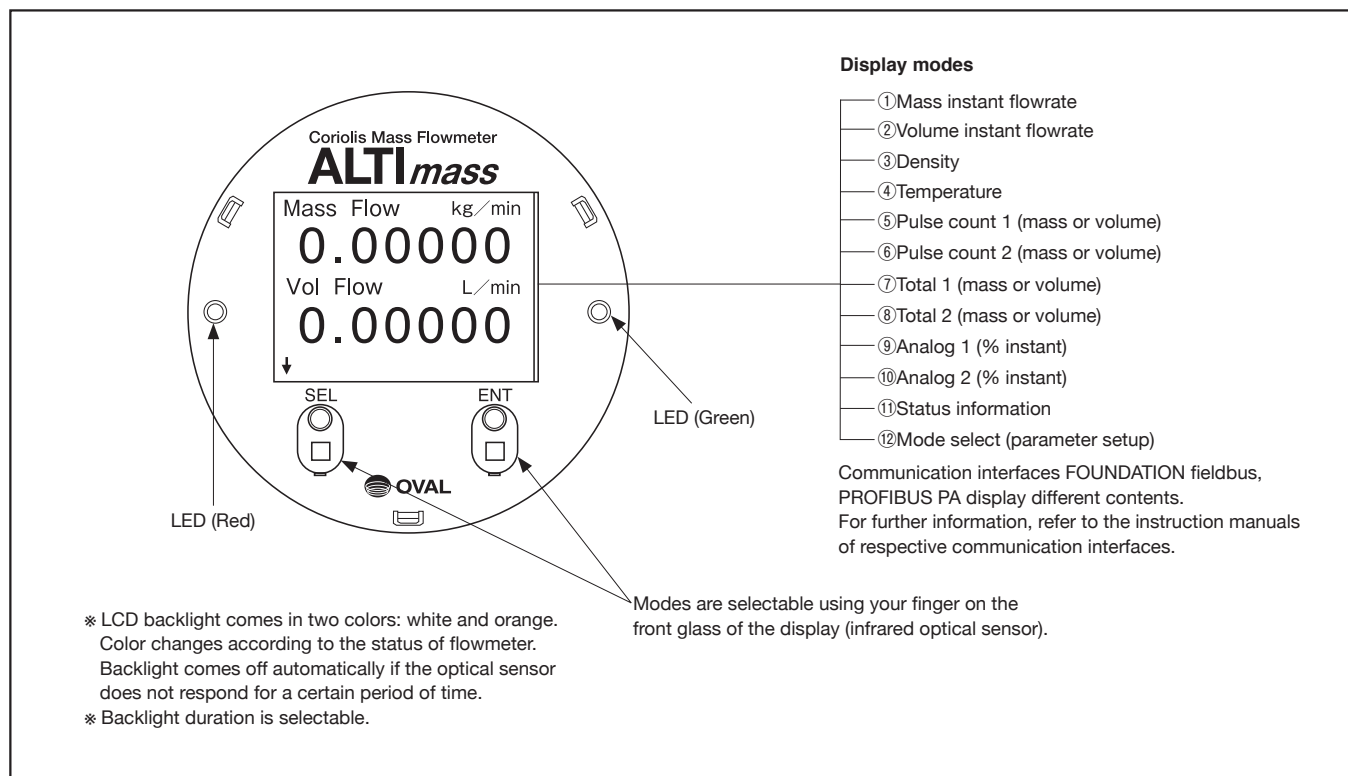 Coriolis Mass Flowmeter
ALTI mass
Mass Flow kg/min
0.00000
Vol Flow L/min
0.00000
↓
SEL ENT
OVAL
LED (Red)
LED (Green)
Display modes
①Mass instant flowrate
②Volume instant flowrate
③Density
④Temperature
⑤Pulse count 1 (mass or volume)
⑥Pulse count 2 (mass or volume)
⑦Total 1 (mass or volume)
⑧Total 2 (mass or volume)
⑨Analog 1 (% instant)
⑩Analog 2 (% instant)
⑪Status information
⑫Mode select (parameter setup)
Communication interfaces FOUNDATION fieldbus,
PROFIBUS PA display different contents.
For further information, refer to the instruction manuals
of respective communication interfaces.
Modes are selectable using your finger on the
front glass of the display (infrared optical sensor).
※ LCD backlight comes in two colors: white and orange.
Color changes according to the status of flowmeter.
Backlight comes off automatically if the optical sensor
does not respond for a certain period of time.
※ Backlight duration is selectable.